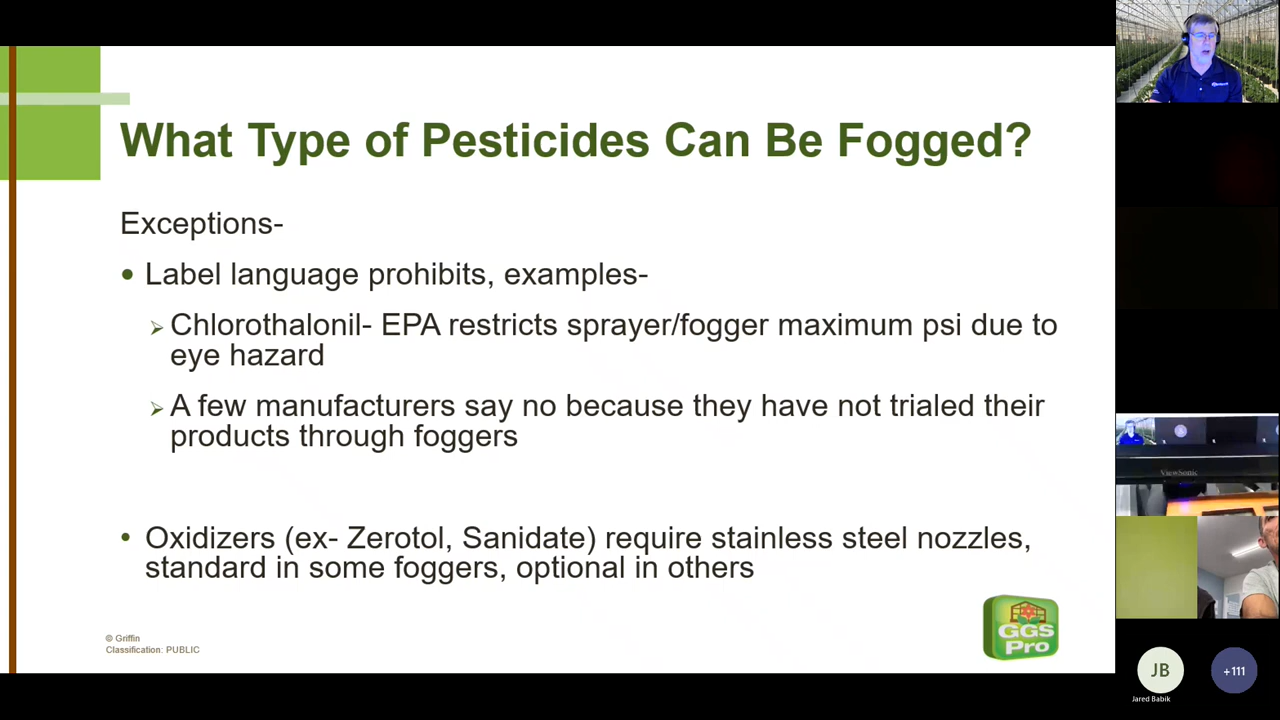 What Type of Pesticides Can Be Fogged?
Exceptions-
Label language prohibits, examples-
Chlorothalonil- EPA restricts sprayer/fogger maximum psi due to
eye hazard
A few manufacturers say no because they have not trialed their
products through foggers
Oxidizers (ex- Zerotol, Sanidate) require stainless steel nozzles,
standard in some foggers, optional in others
© Griffin
Classification: PUBLIC
GGS
Pro
ViewSonic
JB
+111
Jared Babik